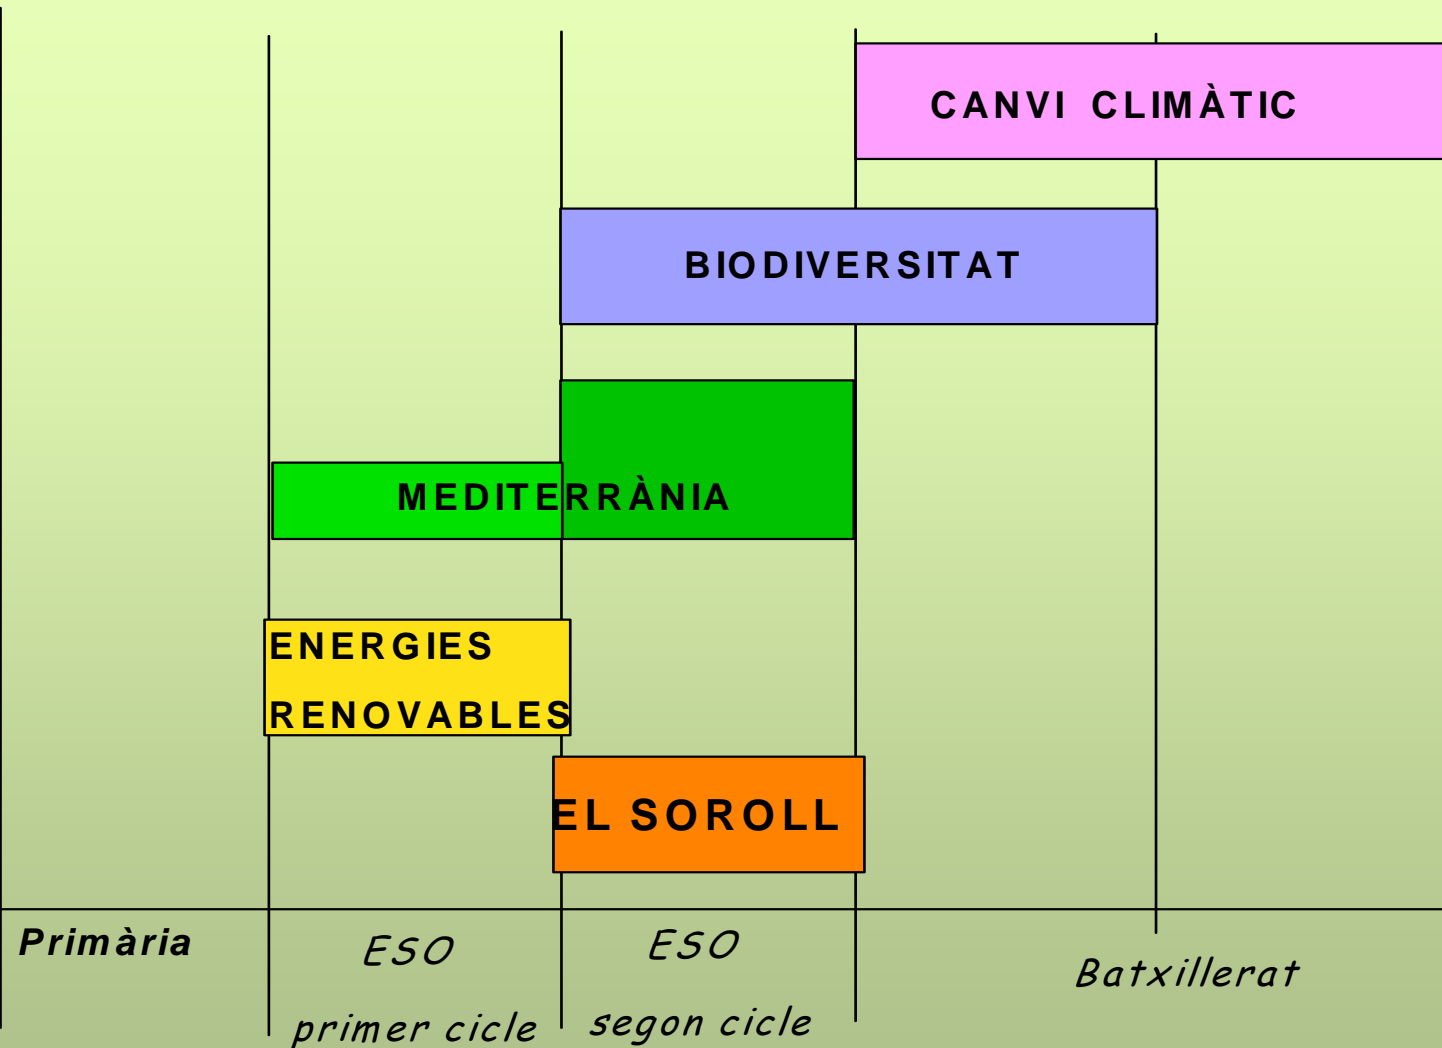 CANVI CLIMÀTIC
BIODIVERSITAT
MEDITERRÀNIA
ENERGIES
RENOVABLES
EL SOROLL
Primària
ESO
primer cicle
ESO
segon cicle
Batxillerat